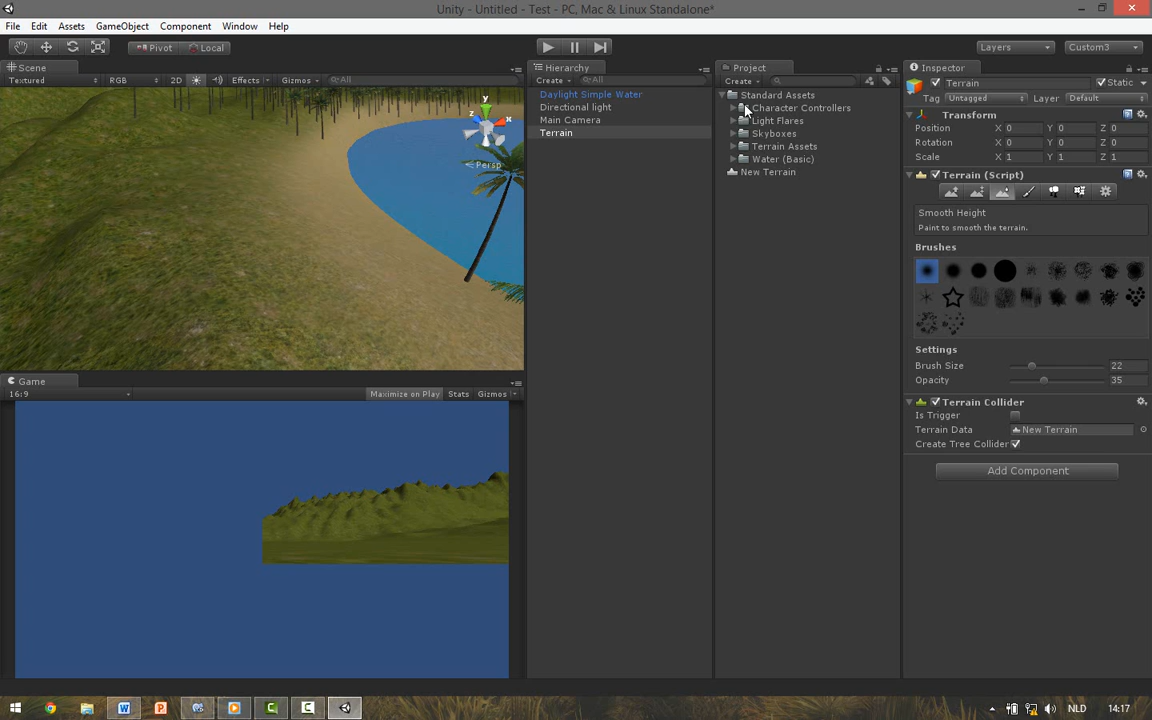 Unity - Untitled - Test - PC, Mac & Linux Standalone*
File Edit Assets GameObject Component Window Help
Pivot Local Layers Custom3
Scene
Textured RGB 2D Effects Gizmos All
y
z
x
Persp
Game
16:9 Maximize on Play Stats Gizmos
Hierarchy
Create All
Daylight Simple Water
Directional light
Main Camera
Terrain
Project
Create
Standard Assets
Character Controllers
Light Flares
Skyboxes
Terrain Assets
Water (Basic)
New Terrain
Inspector
Terrain Static
Tag Untagged Layer Default
Transform
Position X 0 Y 0 Z 0
Rotation X 0 Y 0 Z 0
Scale X 1 Y 1 Z 1
Terrain (Script)
Smooth Height
Paint to smooth the terrain.
Brushes
Settings
Brush Size 22
Opacity 35
Terrain Collider
Is Trigger
Terrain Data New Terrain
Create Tree Collider
Add Component
NLD 14:17